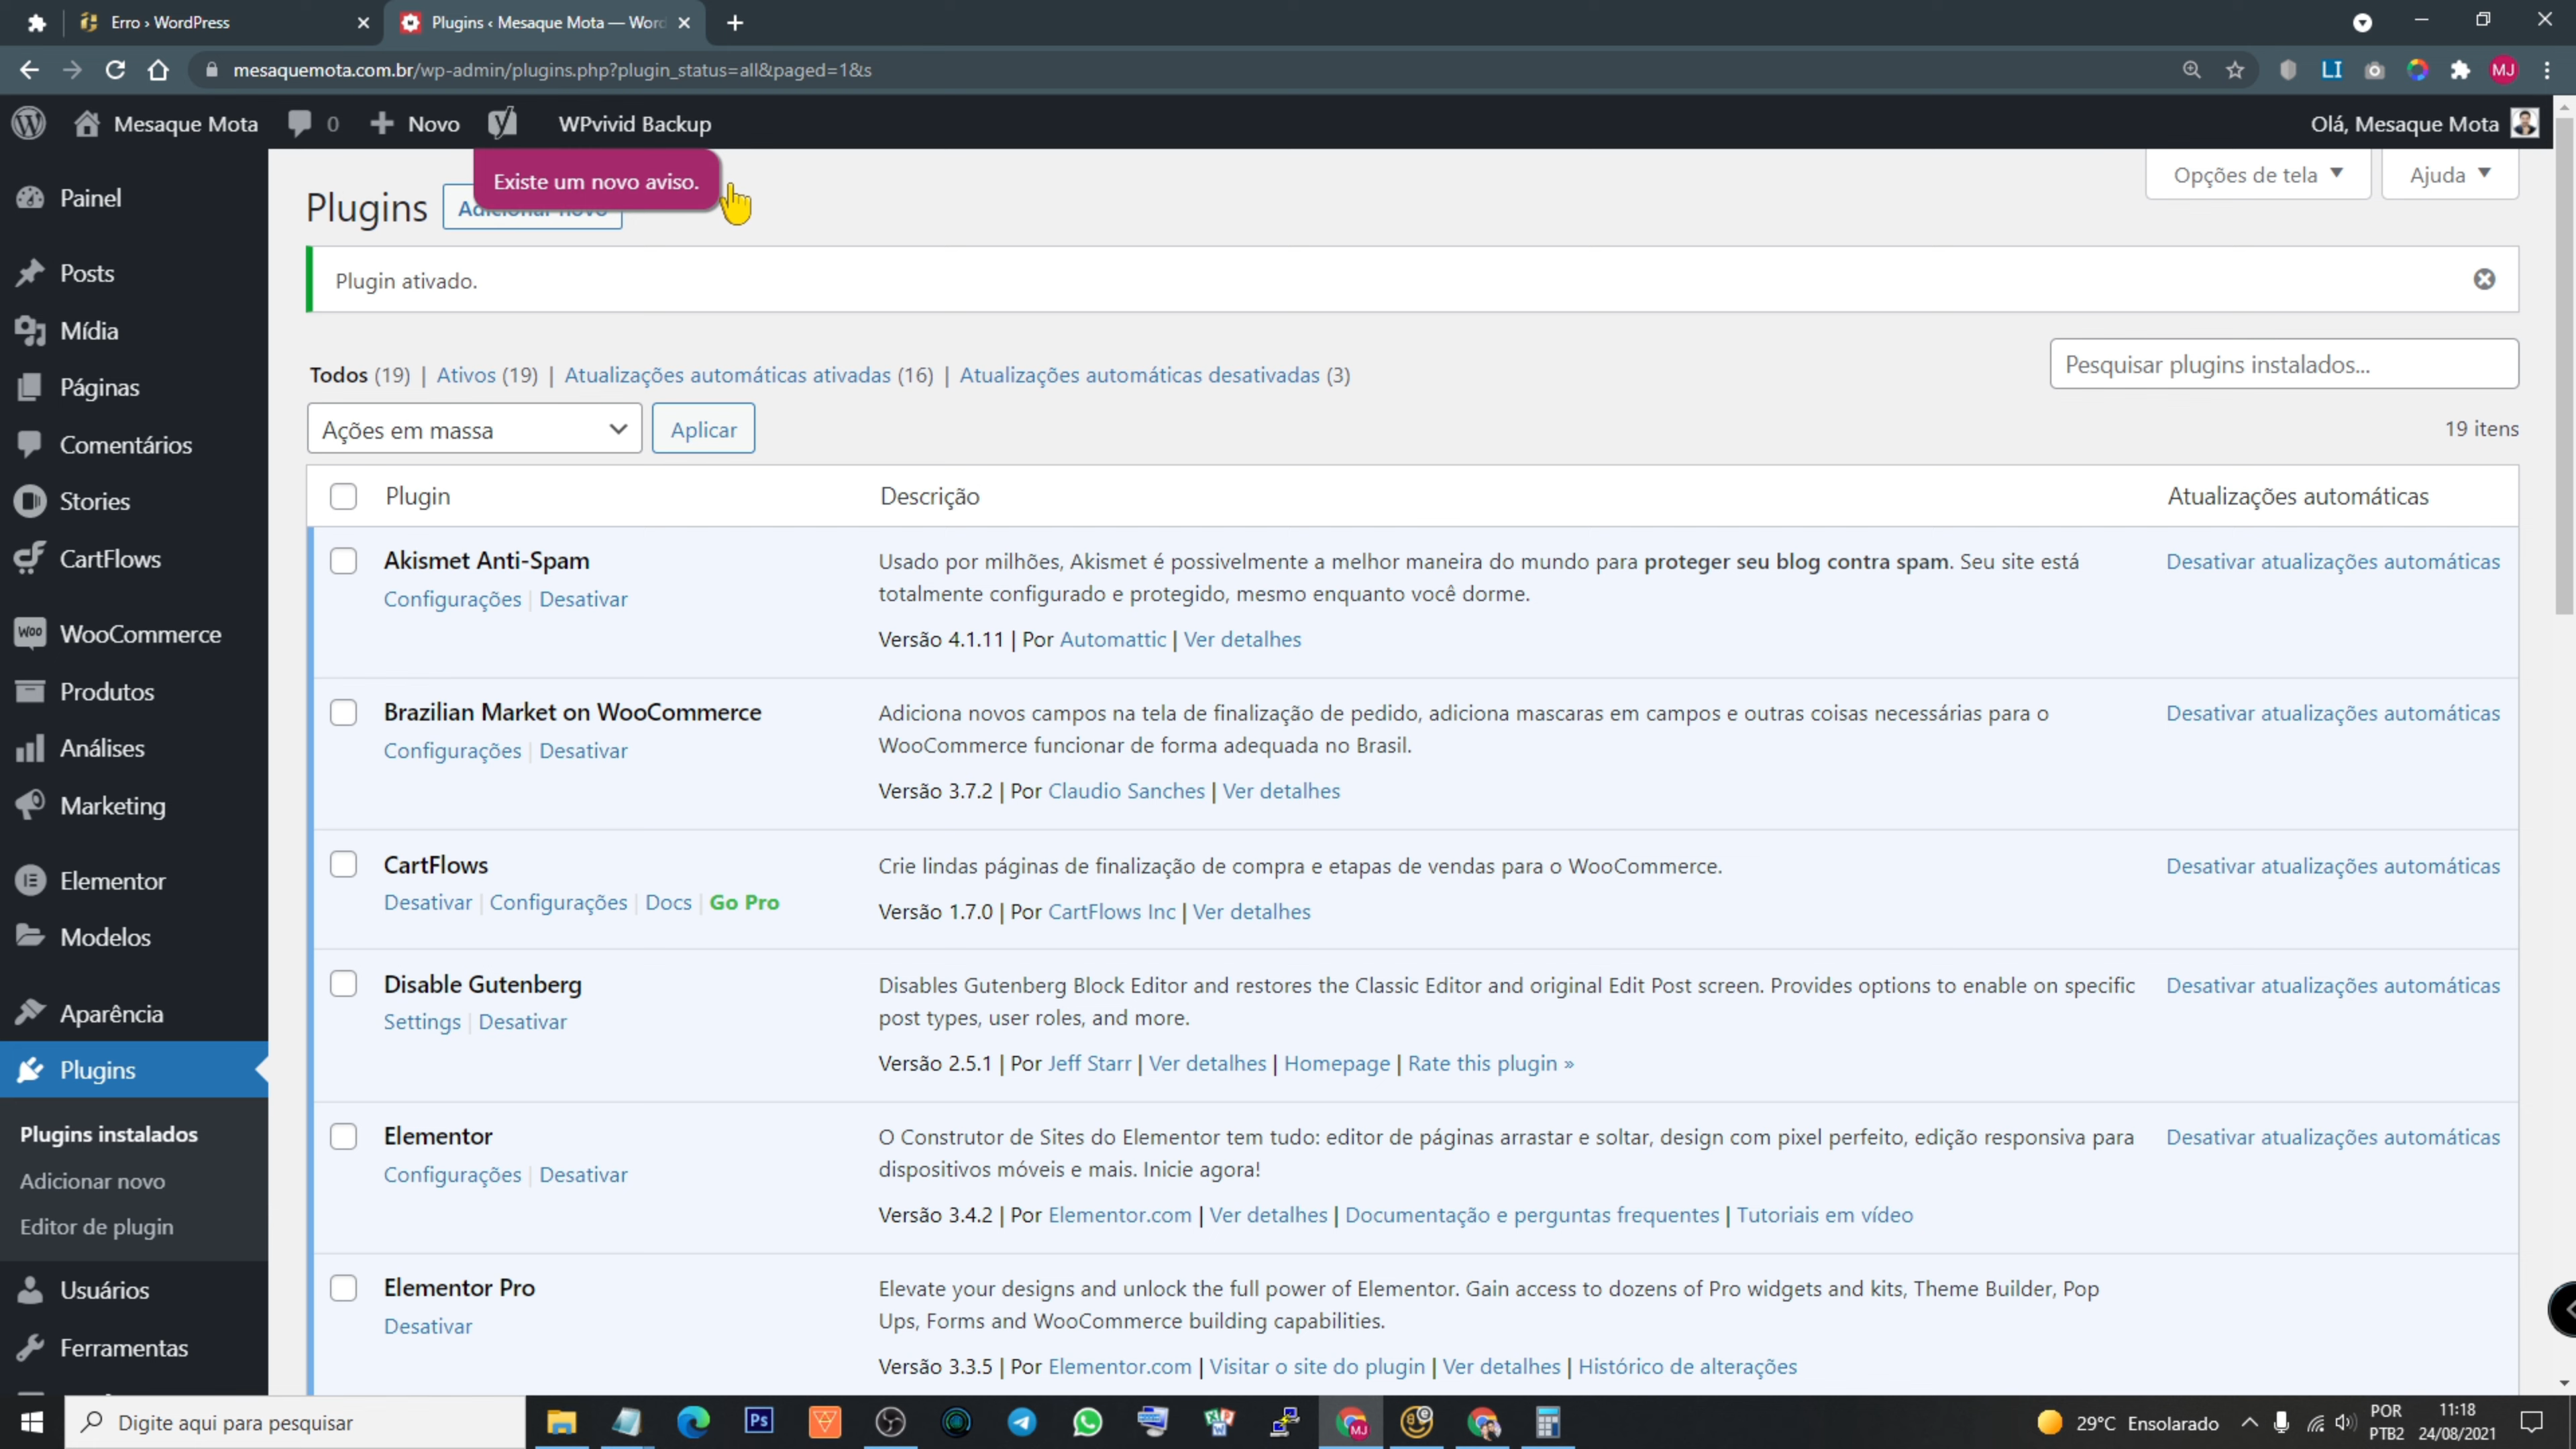 Ero › WordPress
Plugins ‹ Mesaque Mota — Word
mesaquemota.com.br/wp-admin/plugins.php?plugin_status=all&paged=1&s
LI
MJ
Mesaque Mota
0
Novo
WPvivid Backup
Olá, Mesaque Mota
Existe um novo aviso.
Opções de tela
Ajuda
Plugins
Adicionar novo
Plugin ativado.
Todos (19) | Ativos (19) | Atualizações automáticas ativadas (16) | Atualizações automáticas desativadas (3)
Pesquisar plugins instalados...
Ações em massa
Aplicar
19 itens
Plugin
Descrição
Atualizações automáticas
Akismet Anti-Spam
Configurações | Desativar
Usado por milhões, Akismet é possivelmente a melhor maneira do mundo para proteger seu blog contra spam. Seu site está
totalmente configurado e protegido, mesmo enquanto você dorme.
Versão 4.1.11 | Por Automattic | Ver detalhes
Desativar atualizações automáticas
Brazilian Market on WooCommerce
Configurações | Desativar
Adiciona novos campos na tela de finalização de pedido, adiciona mascaras em campos e outras coisas necessárias para o
WooCommerce funcionar de forma adequada no Brasil.
Versão 3.7.2 | Por Claudio Sanches | Ver detalhes
Desativar atualizações automáticas
CartFlows
Desativar | Configurações | Docs | Go Pro
Crie lindas páginas de finalização de compra e etapas de vendas para o WooCommerce.
Versão 1.7.0 | Por CartFlows Inc | Ver detalhes
Desativar atualizações automáticas
Disable Gutenberg
Settings | Desativar
Disables Gutenberg Block Editor and restores the Classic Editor and original Edit Post screen. Provides options to enable on specific
post types, user roles, and more.
Versão 2.5.1 | Por Jeff Starr | Ver detalhes | Homepage | Rate this plugin »
Desativar atualizações automáticas
Elementor
Configurações | Desativar
O Construtor de Sites do Elementor tem tudo: editor de páginas arrastar e soltar, design com pixel perfeito, edição responsiva para
dispositivos móveis e mais. Inicie agora!
Versão 3.4.2 | Por Elementor.com | Ver detalhes | Documentação e perguntas frequentes | Tutoriais em vídeo
Desativar atualizações automáticas
Elementor Pro
Desativar
Elevate your designs and unlock the full power of Elementor. Gain access to dozens of Pro widgets and kits, Theme Builder, Pop
Ups, Forms and WooCommerce building capabilities.
Versão 3.3.5 | Por Elementor.com | Visitar o site do plugin | Ver detalhes | Histórico de alterações
Painel
Posts
Mídia
Páginas
Comentários
Stories
CartFlows
Woo
WooCommerce
Produtos
Análises
Marketing
Elementor
Modelos
Aparência
Plugins
Plugins instalados
Adicionar novo
Editor de plugin
Usuários
Ferramentas
Digite aqui para pesquisar
Ps
MJ
29°C Ensolarado
POR
PTB2
11:18
24/08/2021